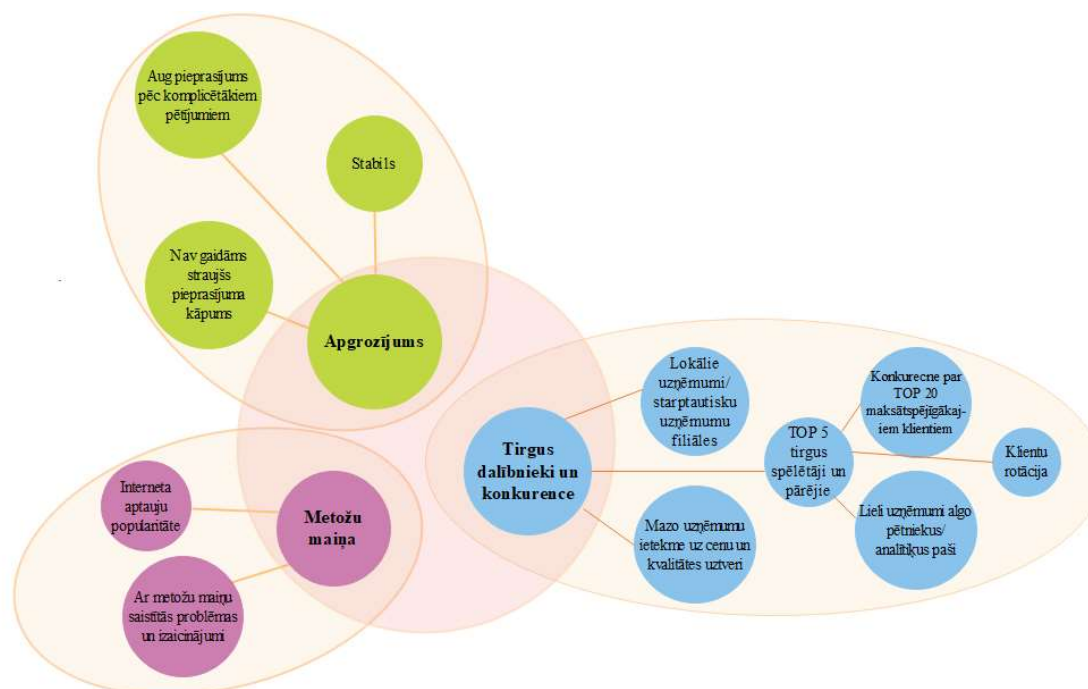 Aug pieprasījums
pēc komplicētākiem
pētījumiem
Stabils
Nav gaidāms
straujšs
pieprasījuma
kāpums
Apgrozījums
Lokālie
uzņēmumi/
starptautisku
uzņēmumu
filiāles
Konkurecne par
TOP 20
maksātspējīgākaj-
iem klientiem
Tirgus
dalībnieki un
konkurence
TOP 5
tirgus
spēlētāji un
pārējie
Klientu
rotācija
Mazo uzņēmumu
ietekme uz cenu un
kvalitātes uztveri
Lieli uzņēmumi algo
pētniekus/
analītiķus paši
Interneta
aptauju
popularitāte
Metožu
maiņa
Ar metožu maiņu
saistītās problēmas
un izaicinājumi